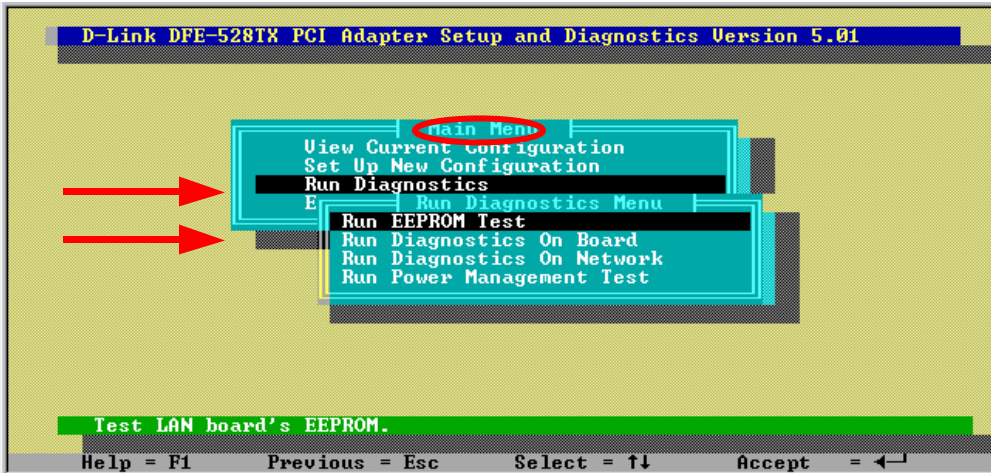 D-Link DFE-528TX PCI Adapter Setup and Diagnostics Version 5.01
Main Menu
View Current Configuration
Set Up New Configuration
Run Diagnostics
E
Run Diagnostics Menu
Run EEPROM Test
Run Diagnostics On Board
Run Diagnostics On Network
Run Power Management Test
Test LAN board's EEPROM.
Help = F1 Previous = Esc Select = ↑↓ Accept = ◄─┘